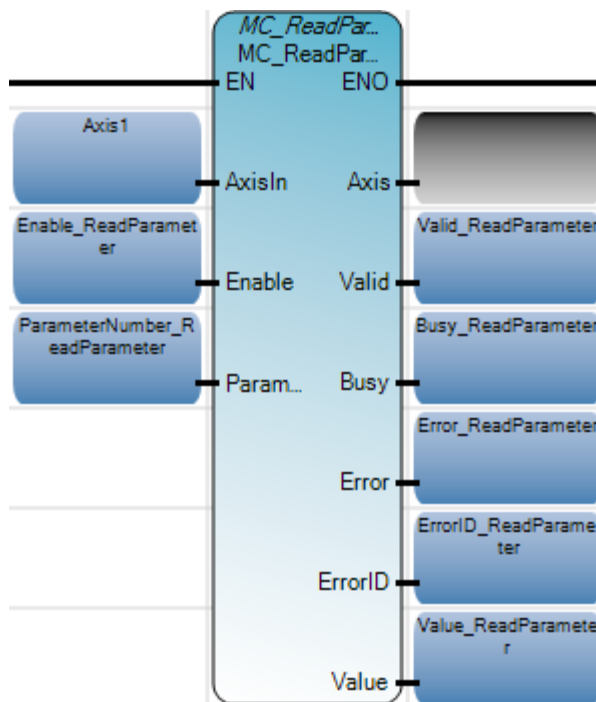 MC_ReadPar...
MC_ReadPar...
EN ENO
Axis1
AxisIn Axis
Enable_ReadParamet
er
Valid_ReadParameter
Enable Valid
ParameterNumber_R
eadParameter
Busy_ReadParameter
Param... Busy
Error_ReadParameter
Error
ErrorID_ReadParame
ter
ErrorID
Value_ReadParamete
r
Value